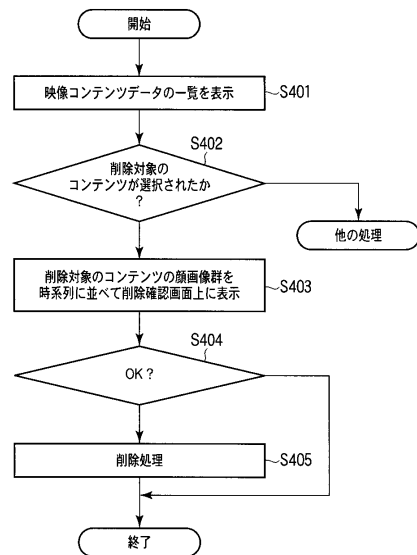 開始
映像コンテンツデータの一覧を表示
S401
S402
削除対象の
コンテンツが選択されたか
?
他の処理
削除対象のコンテンツの顔画像群を
時系列に並べて削除確認画面上に表示
S403
S404
OK?
削除処理
S405
終了